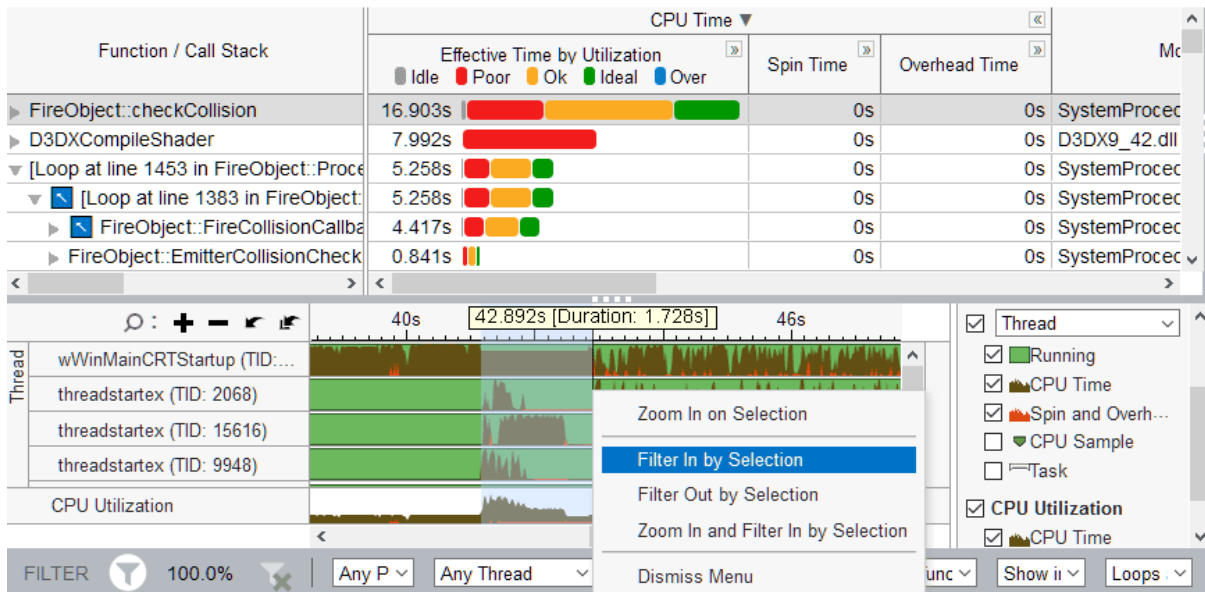 CPU Time ▼
Function / Call Stack
Effective Time by Utilization
Idle Poor Ok Ideal Over
Spin Time
Overhead Time
FireObject::checkCollision 16.903s 0s 0s SystemProced
D3DXCompileShader 7.992s 0s 0s D3DX9_42.dll
[Loop at line 1453 in FireObject::Proce 5.258s 0s 0s SystemProced
[Loop at line 1383 in FireObject: 5.258s 0s 0s SystemProced
FireObject::FireCollisionCallba 4.417s 0s 0s SystemProced
FireObject::EmitterCollisionCheck 0.841s 0s 0s SystemProced
40s 42.892s [Duration: 1.728s] 46s
Thread
wWinMainCRTStartup (TID:...
threadstartex (TID: 2068)
threadstartex (TID: 15616)
threadstartex (TID: 9948)
CPU Utilization
Zoom In on Selection
Filter In by Selection
Filter Out by Selection
Zoom In and Filter In by Selection
Dismiss Menu
Thread
Running
CPU Time
Spin and Overh...
CPU Sample
Task
CPU Utilization
CPU Time
FILTER 100.0% Any P Any Thread Show i Loops